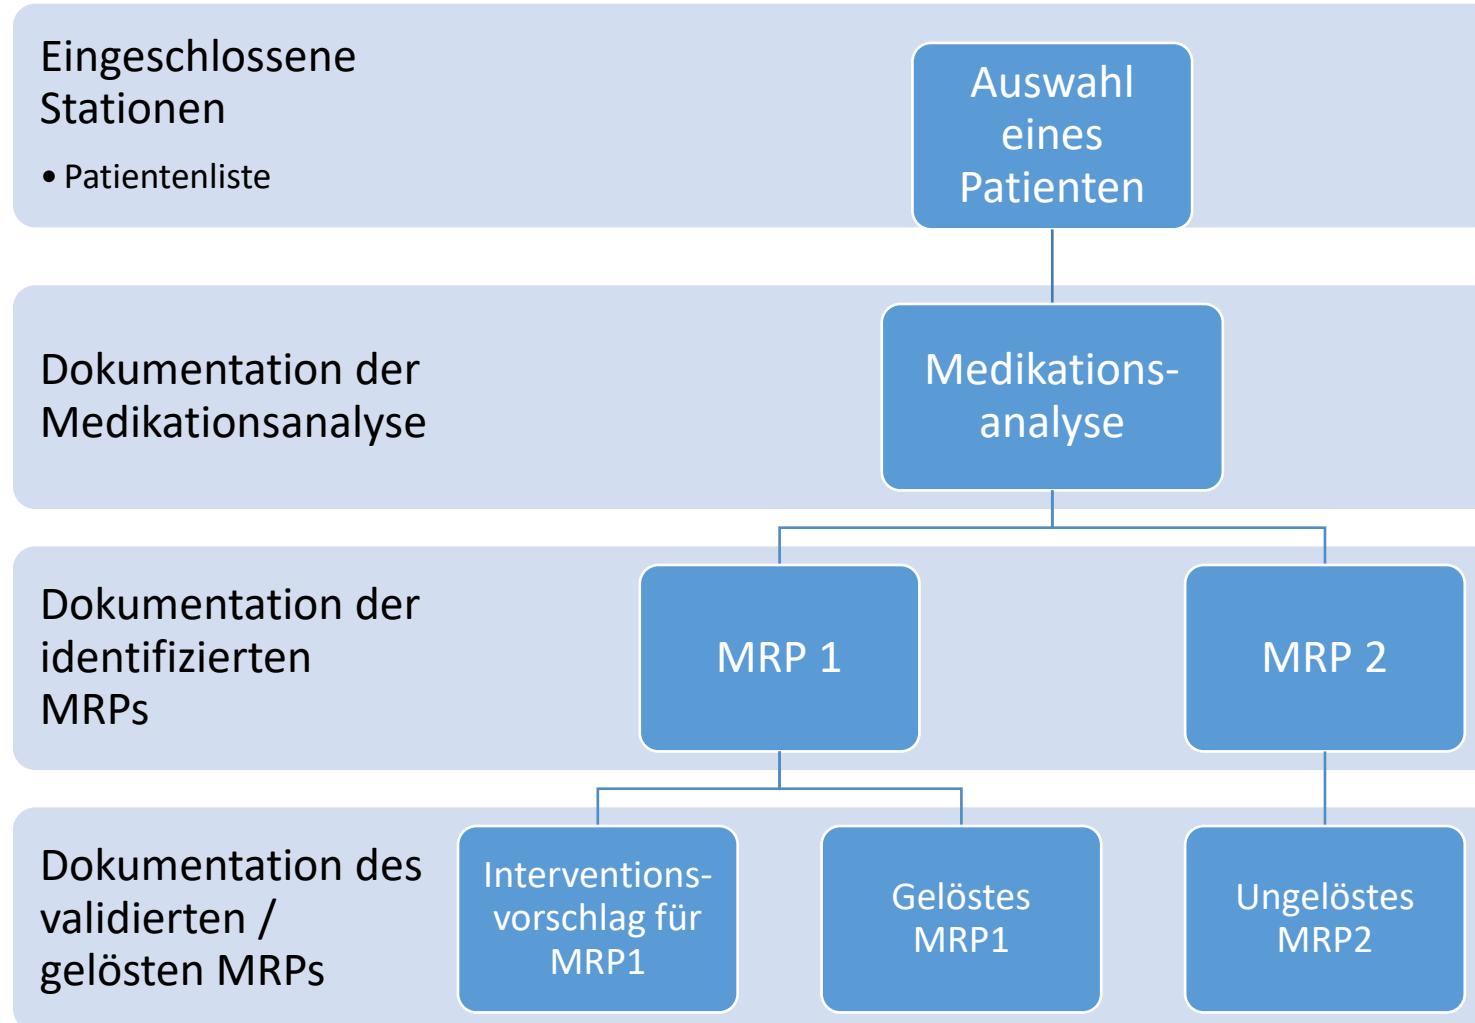 Eingeschlossene
Stationen
• Patientenliste
Auswahl
eines
Patienten
Dokumentation der
Medikationsanalyse
Medikations-
analyse
Dokumentation der
identifizierten
MRPs
MRP 1
MRP 2
Dokumentation des
validierten /
gelösten MRPs
Interventions-
vorschlag für
MRP1
Gelöstes
MRP1
Ungelöstes
MRP2